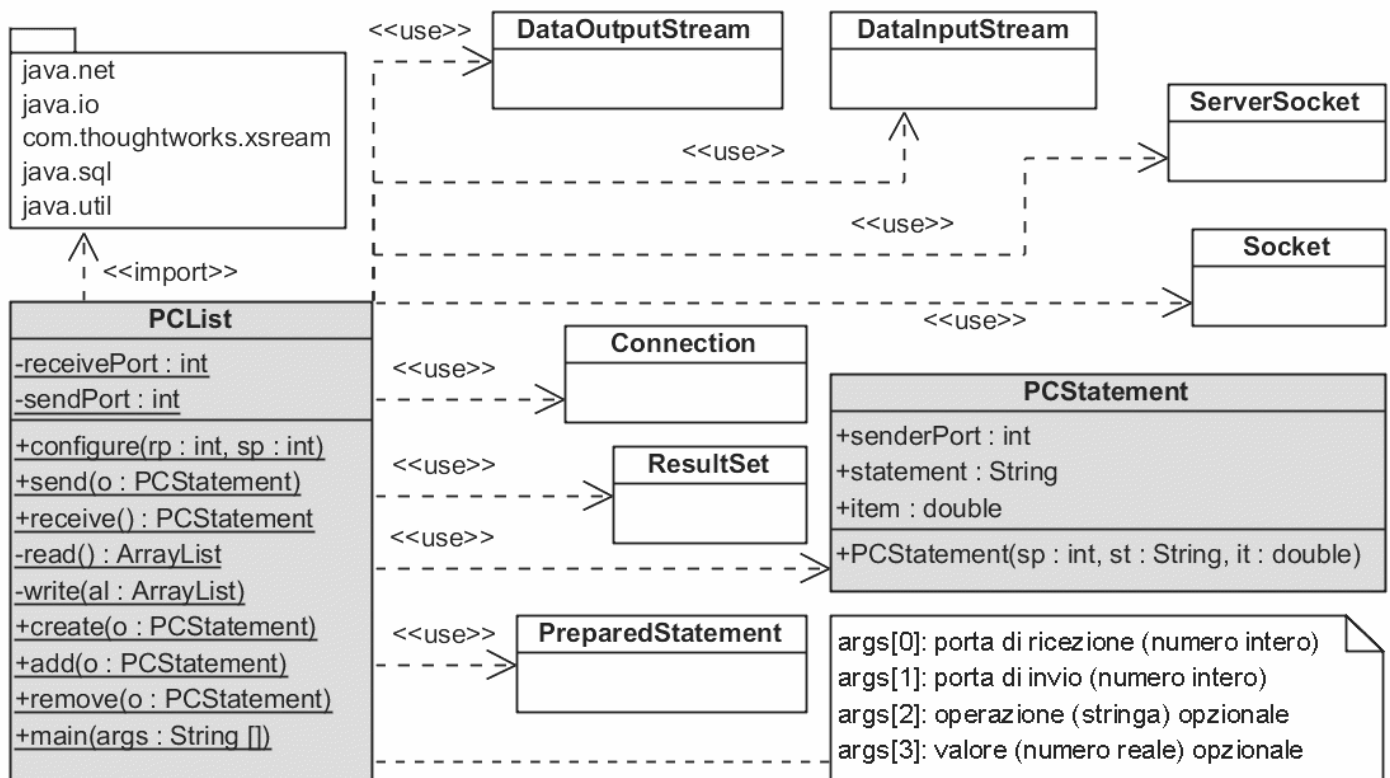 java.net
java.io
com.thoughtworks.xsream
java.sql
java.util
<<import>>
<<use>>
DataOutputStream
DataInputStream
<<use>>
ServerSocket
<<use>>
Socket
<<use>>
PCList
-receivePort : int
-sendPort : int
+configure(rp : int, sp : int)
+send(o : PCStatement)
+receive() : PCStatement
-read() : ArrayList
-write(al : ArrayList)
+create(o : PCStatement)
+add(o : PCStatement)
+remove(o : PCStatement)
+main(args : String [])
<<use>>
Connection
<<use>>
ResultSet
<<use>>
PCStatement
+senderPort : int
+statement : String
+item : double
+PCStatement(sp : int, st : String, it : double)
<<use>>
PreparedStatement
args[0]: porta di ricezione (numero intero)
args[1]: porta di invio (numero intero)
args[2]: operazione (stringa) opzionale
args[3]: valore (numero reale) opzionale